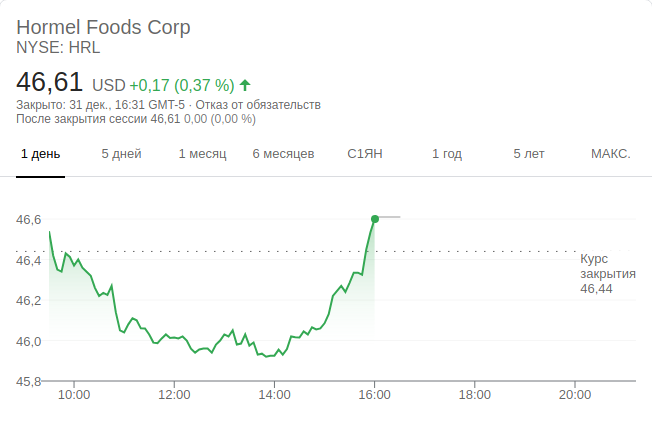 Hormel Foods Corp
NYSE: HRL
46,61 USD +0,17 (0,37 %)
Закрыто: 31 дек., 16:31 GMT-5 · Отказ от обязательств
После закрытия сессии 46,61 0,00 (0,00 %)
1 день 5 дней 1 месяц 6 месяцев С1ЯН 1 год 5 лет МАКС.
46,6
46,4
46,2
46,0
45,8
Курс
закрытия
46,44
10:00 12:00 14:00 16:00 18:00 20:00